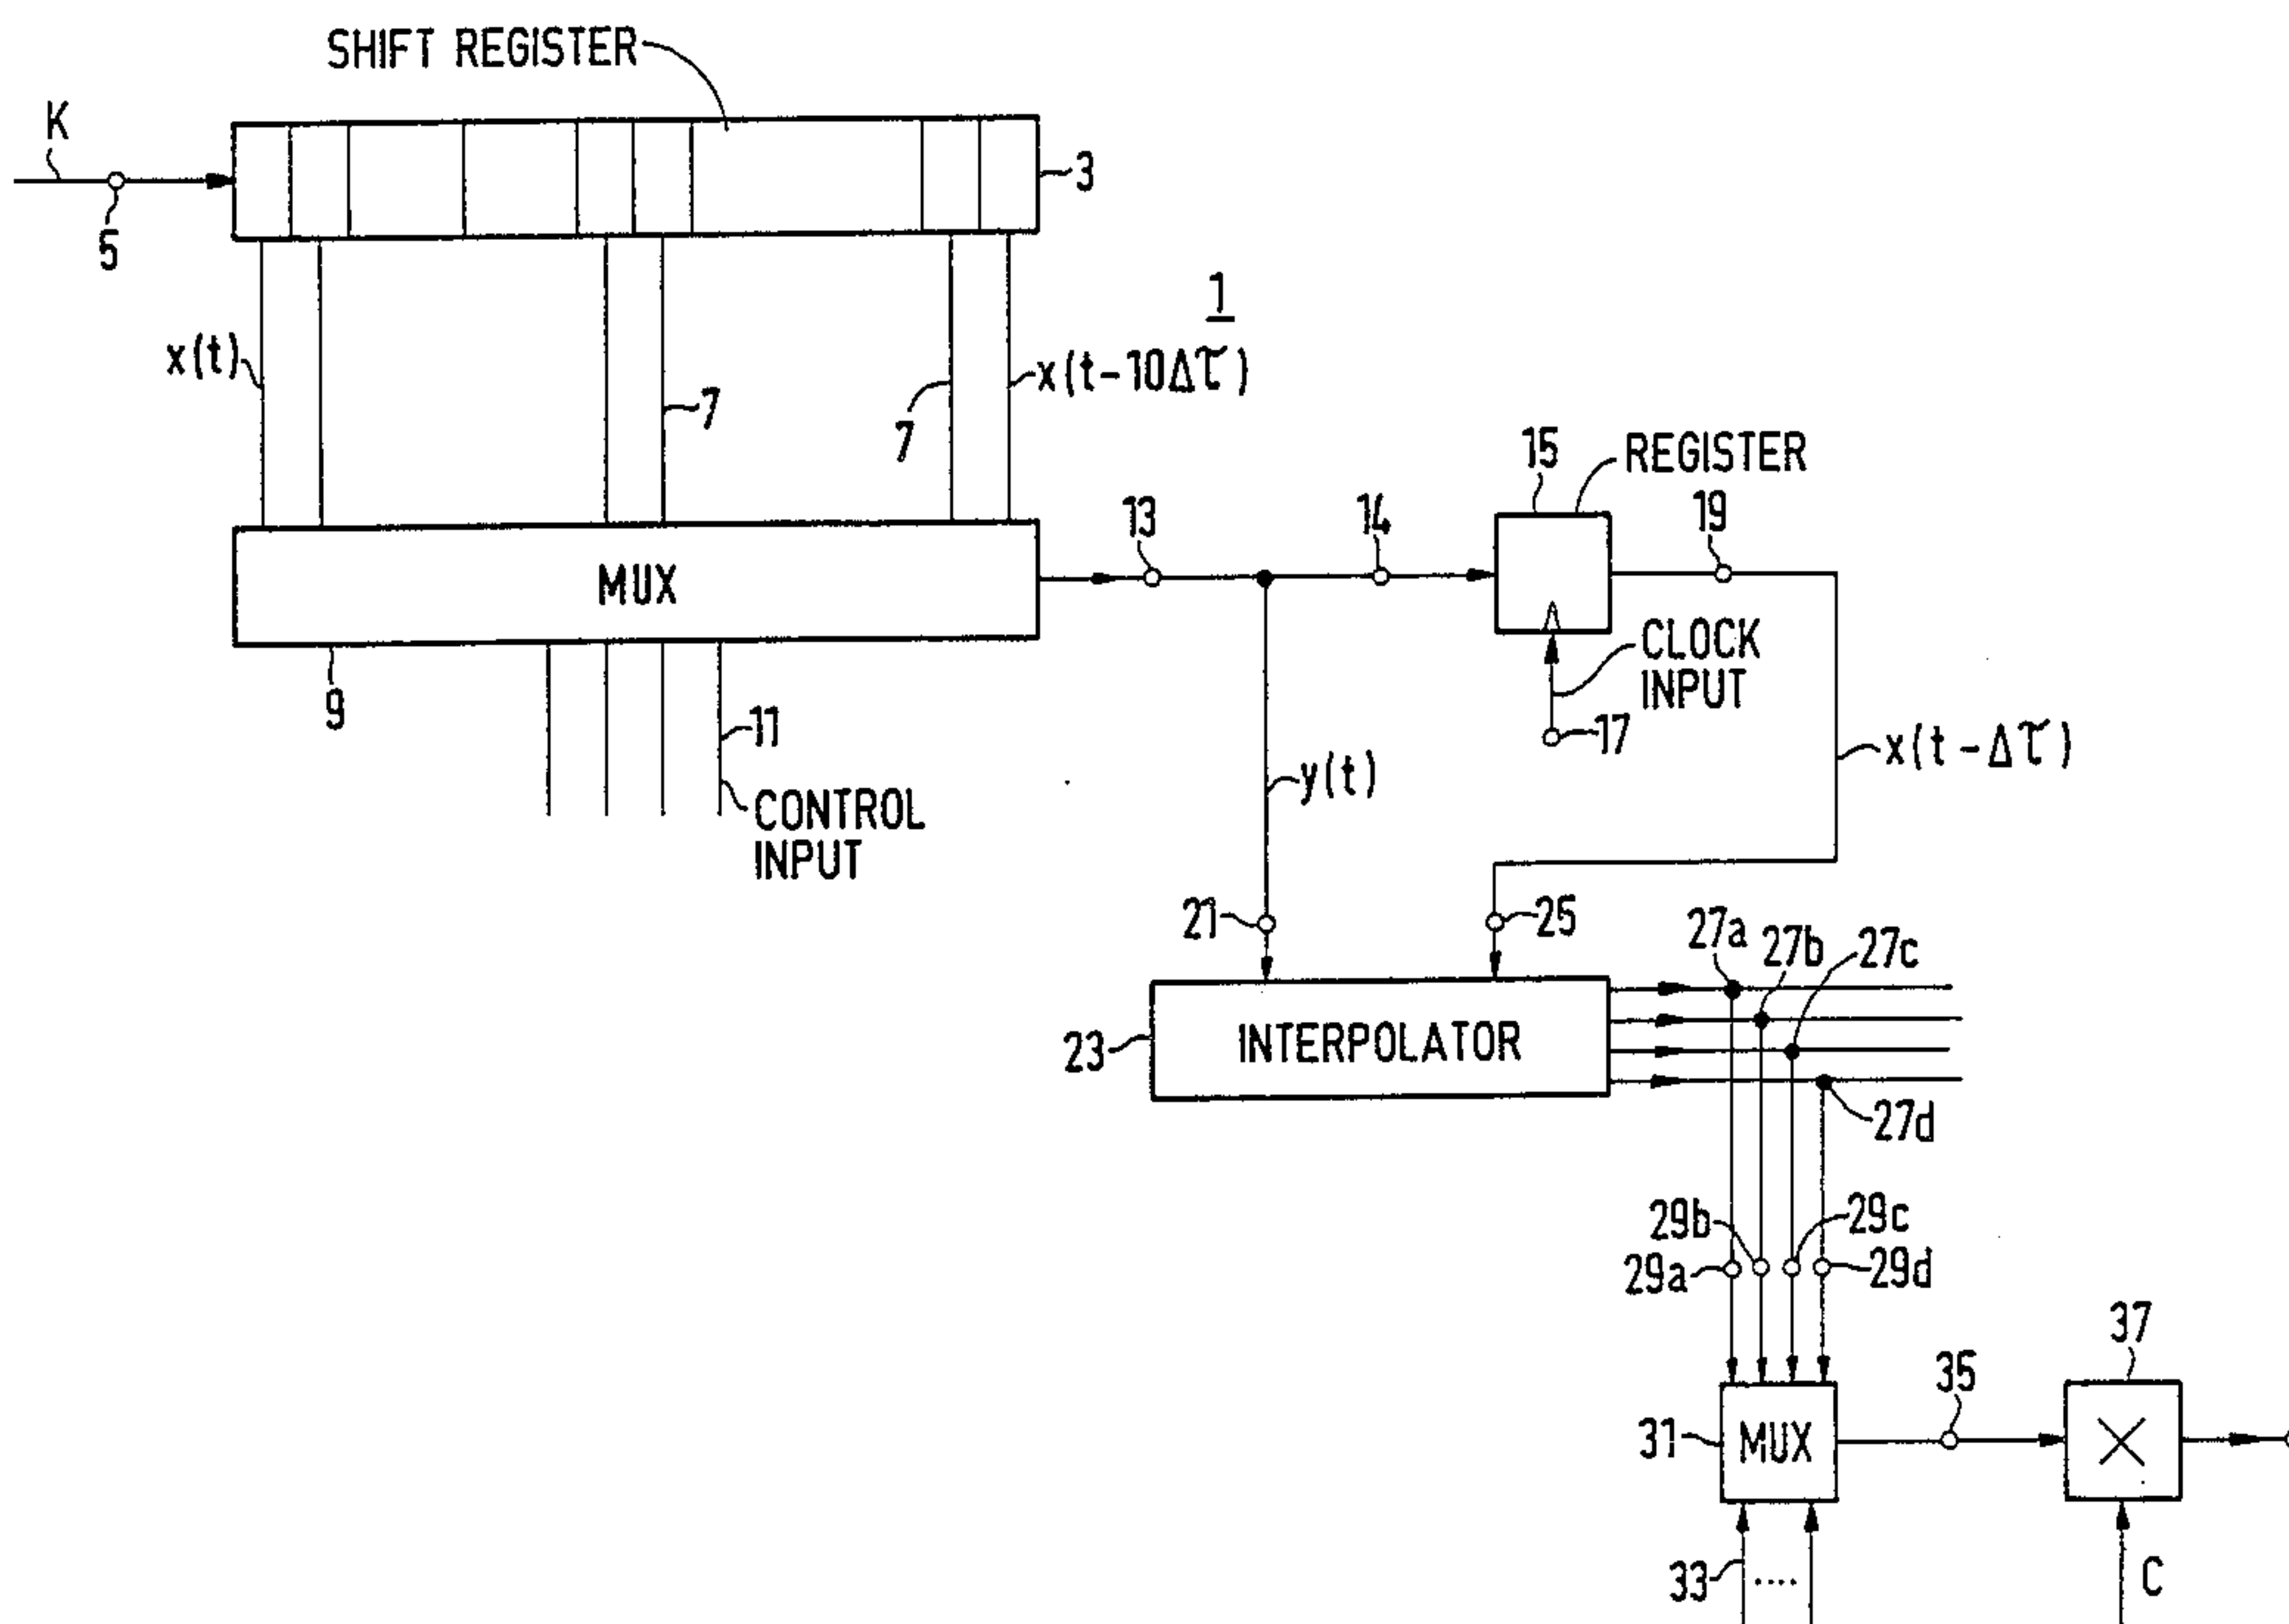 SHIFT REGISTER
K
3
5
1
x(t)
x(t-10Δτ)
7
7
15
REGISTER
13
14
19
MUX
CLOCK
INPUT
9
11
17
x(t-Δτ)
y(t)
CONTROL
INPUT
21
25
27a
27b
27c
23
INTERPOLATOR
27d
29b
29c
29a
29d
37
35
31
MUX
X
33
....
C